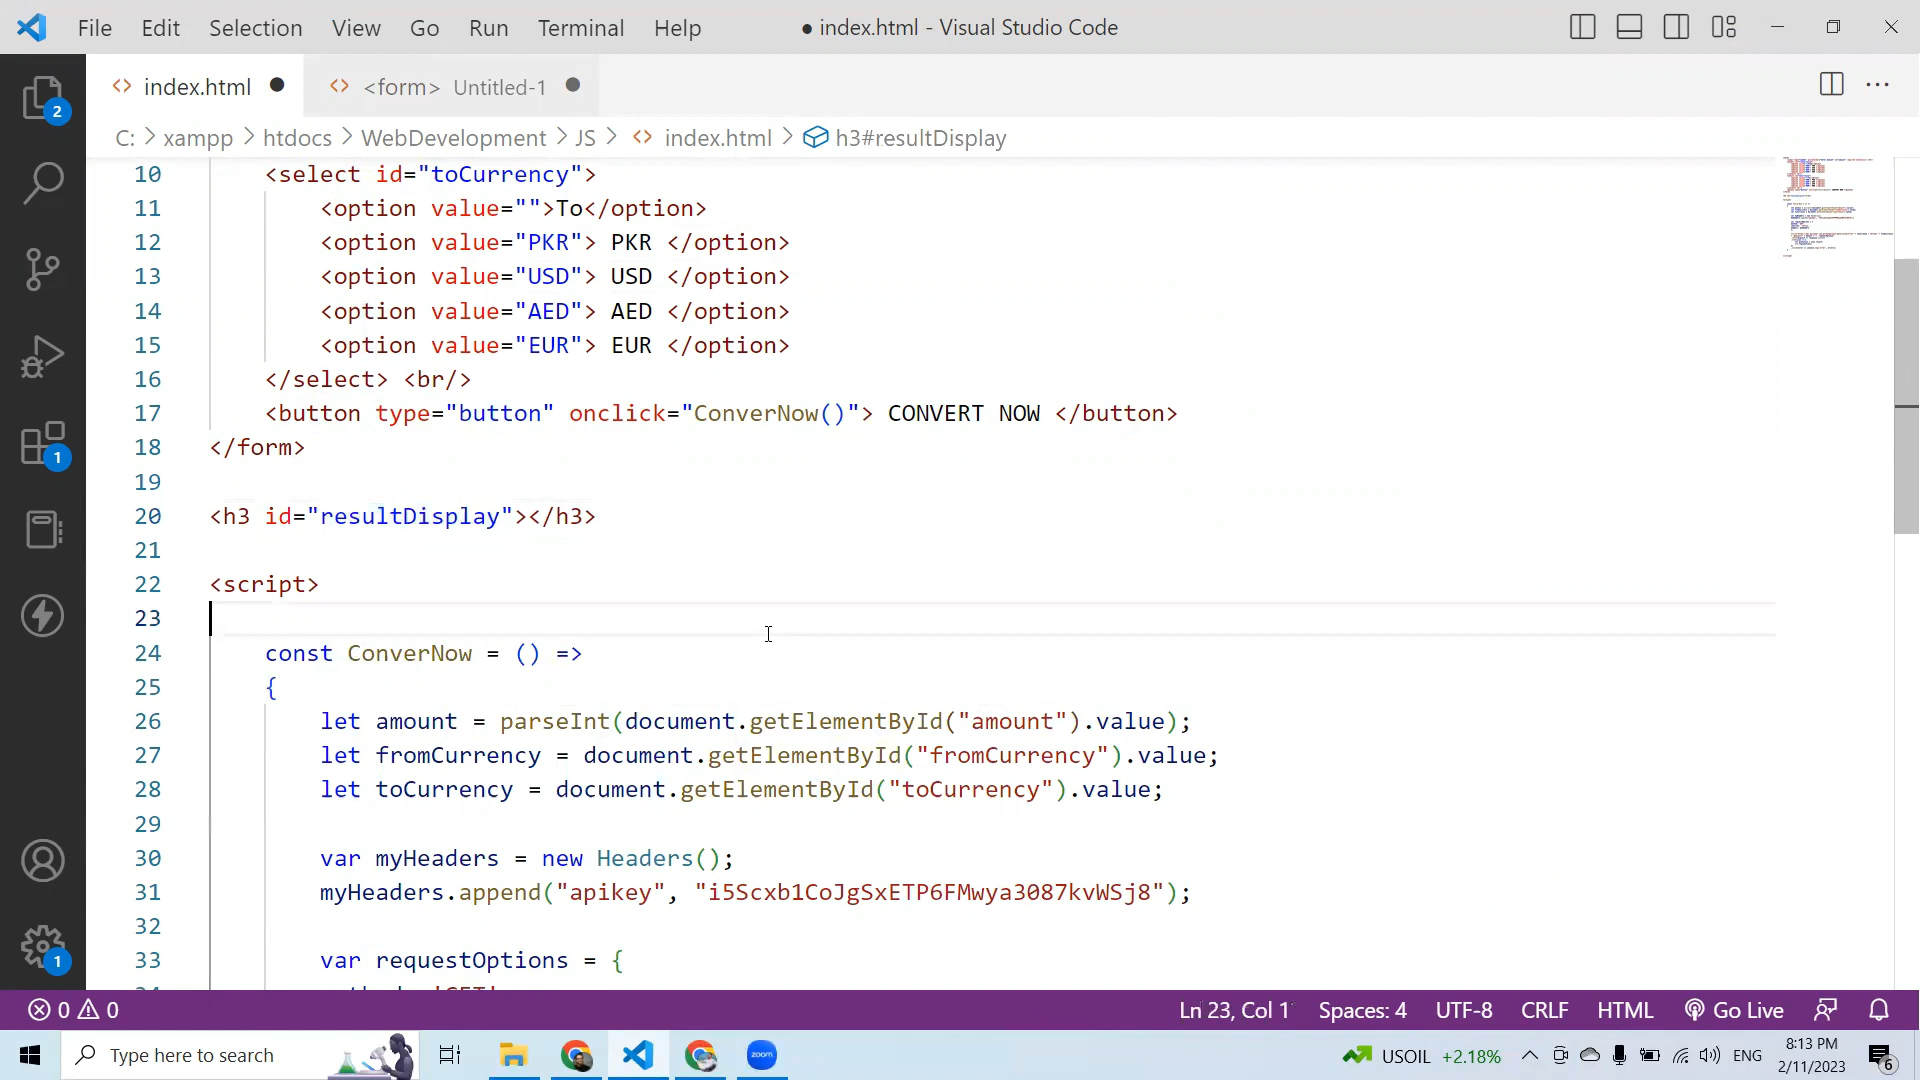 File Edit Selection View Go Run Terminal Help ● index.html - Visual Studio Code
index.html <form> Untitled-1
C: > xampp > htdocs > WebDevelopment > JS > index.html > h3#resultDisplay
10 <select id="toCurrency">
11 <option value="">To</option>
12 <option value="PKR"> PKR </option>
13 <option value="USD"> USD </option>
14 <option value="AED"> AED </option>
15 <option value="EUR"> EUR </option>
16 </select> <br/>
17 <button type="button" onclick="ConverNow()"> CONVERT NOW </button>
18 </form>
19
20 <h3 id="resultDisplay"></h3>
21
22 <script>
23
24 const ConverNow = () =>
25 {
26 let amount = parseInt(document.getElementById("amount").value);
27 let fromCurrency = document.getElementById("fromCurrency").value;
28 let toCurrency = document.getElementById("toCurrency").value;
29
30 var myHeaders = new Headers();
31 myHeaders.append("apikey", "i5Scxb1CoJgSxETP6FMwya3087kvWSj8");
32
33 var requestOptions = {
2
1
1
0 0 Ln 23, Col 1 Spaces: 4 UTF-8 CRLF HTML Go Live
Type here to search zoom USOIL +2.18% ENG 8:13 PM
2/11/2023 6